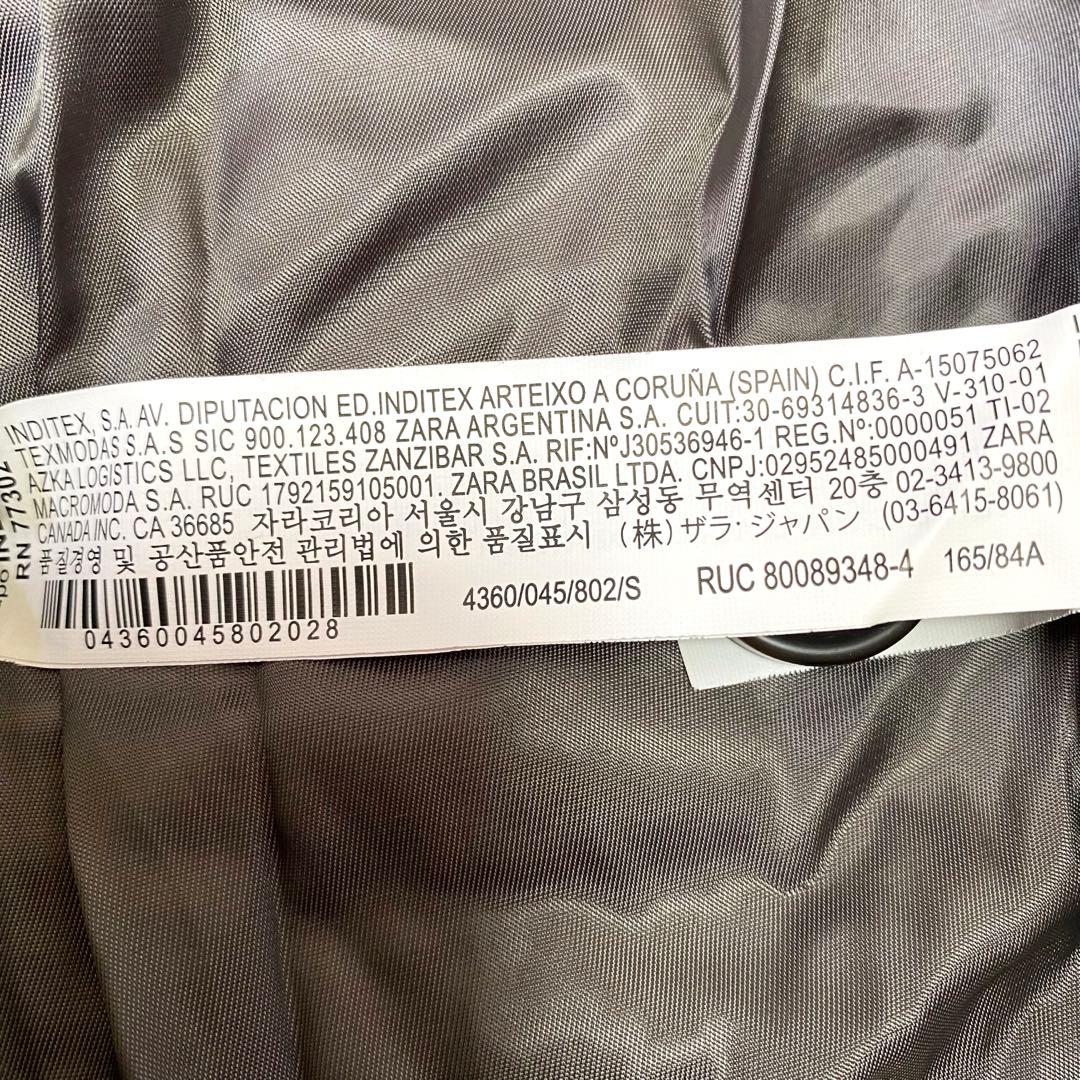 INDITEX, S.A. AV. DIPUTACION ED.INDITEX ARTEIXO A CORUÑA (SPAIN) C.I.F. A-15075062
TEXMODAS S.A.S SIC 900.123.408 ZARA ARGENTINA S.A. CUIT:30-69314836-3 V-310-01
AZKA LOGISTICS LLC, TEXTILES ZANZIBAR S.A. RIF:NºJ30536946-1 REG.Nº:0000051 TI-02
MACROMODA S.A. RUC 1792159105001. ZARA BRASIL LTDA. CNPJ:02952485000491 ZARA
CANADA INC. CA 36685 자라코리아 서울시 강남구 삼성동 무역센터 20층 02-3413-9800
품질경영 및 공산품안전 관리법에 의한 품질표시 (株)ザラ・ジャパン (03-6415-8061)
4360/045/802/S RUC 80089348-4 165/84A
04360045802028
RN 77302